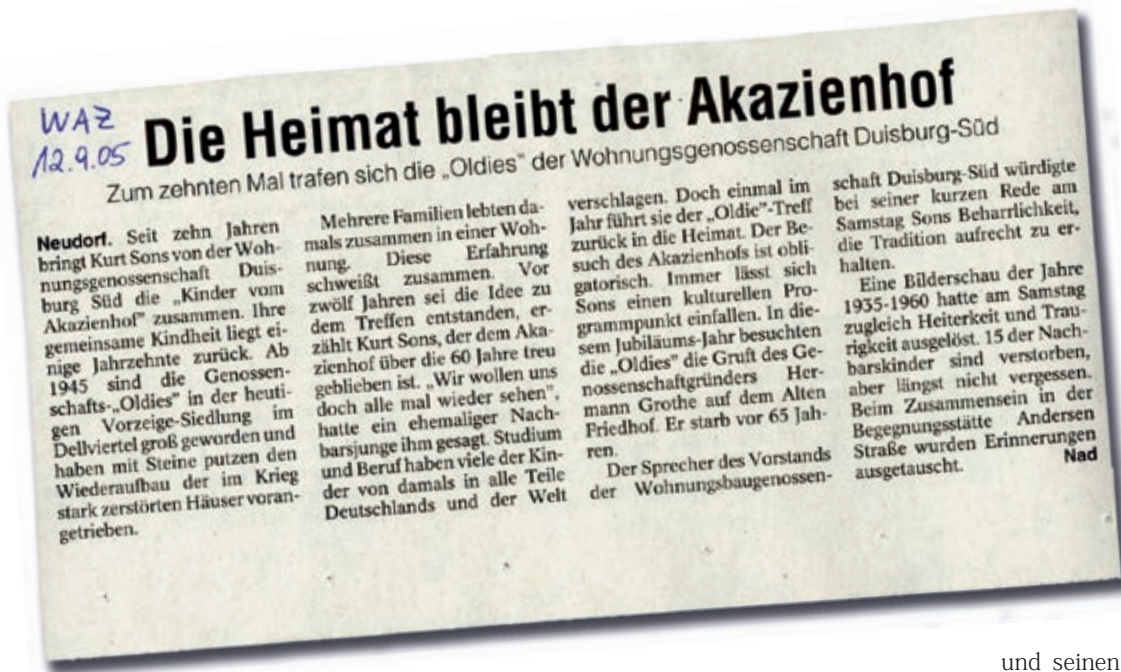 WAZ
12.9.05
Die Heimat bleibt der Akazienhof
Zum zehnten Mal trafen sich die „Oldies" der Wohnungsgenossenschaft Duisburg-Süd
Neudorf. Seit zehn Jahren
bringt Kurt Sons von der Woh-
nungsgenossenschaft Duis-
burg Süd die „Kinder vom
Akazienhof" zusammen. Ihre
gemeinsame Kindheit liegt ei-
nige Jahrzehnte zurück. Ab
1945 sind die Genossen-
schafts-„Oldies" in der heuti-
gen Vorzeige-Siedlung im
Dellviertel groß geworden und
haben mit Steine putzen den
Wiederaufbau der im Krieg
stark zerstörten Häuser voran-
getrieben.
Mehrere Familien lebten da-
mals zusammen in einer Woh-
nung. Diese Erfahrung
schweißt zusammen. Vor
zwölf Jahren sei die Idee zu
dem Treffen entstanden, er-
zählt Kurt Sons, der dem Aka-
zienhof über die 60 Jahre treu
geblieben ist. „Wir wollen uns
doch alle mal wieder sehen",
hatte ein ehemaliger Nach-
barsjunge ihm gesagt. Studium
und Beruf haben viele der Kin-
der von damals in alle Teile
Deutschlands und der Welt
verschlagen. Doch einmal im
Jahr führt sie der „Oldie"-Treff
zurück in die Heimat. Der Be-
such des Akazienhofs ist obli-
gatorisch. Immer lässt sich
Sons einen kulturellen Pro-
grammpunkt einfallen. In die-
sem Jubiläums-Jahr besuchten
die „Oldies" die Gruft des Ge-
nossenschaftgründers Her-
mann Grothe auf dem Alten
Friedhof. Er starb vor 65 Jah-
ren.
Der Sprecher des Vorstands
der Wohnungsbaugenossen-
schaft Duisburg-Süd würdigte
bei seiner kurzen Rede am
Samstag Sons Beharrlichkeit,
die Tradition aufrecht zu er-
halten.
Eine Bilderschau der Jahre
1935-1960 hatte am Samstag
zugleich Heiterkeit und Trau-
rigkeit ausgelöst. 15 der Nach-
barskinder sind verstorben,
aber längst nicht vergessen.
Beim Zusammensein in der
Begegnungsstätte Andersen
Straße wurden Erinnerungen
ausgetauscht. Nad
und seinen